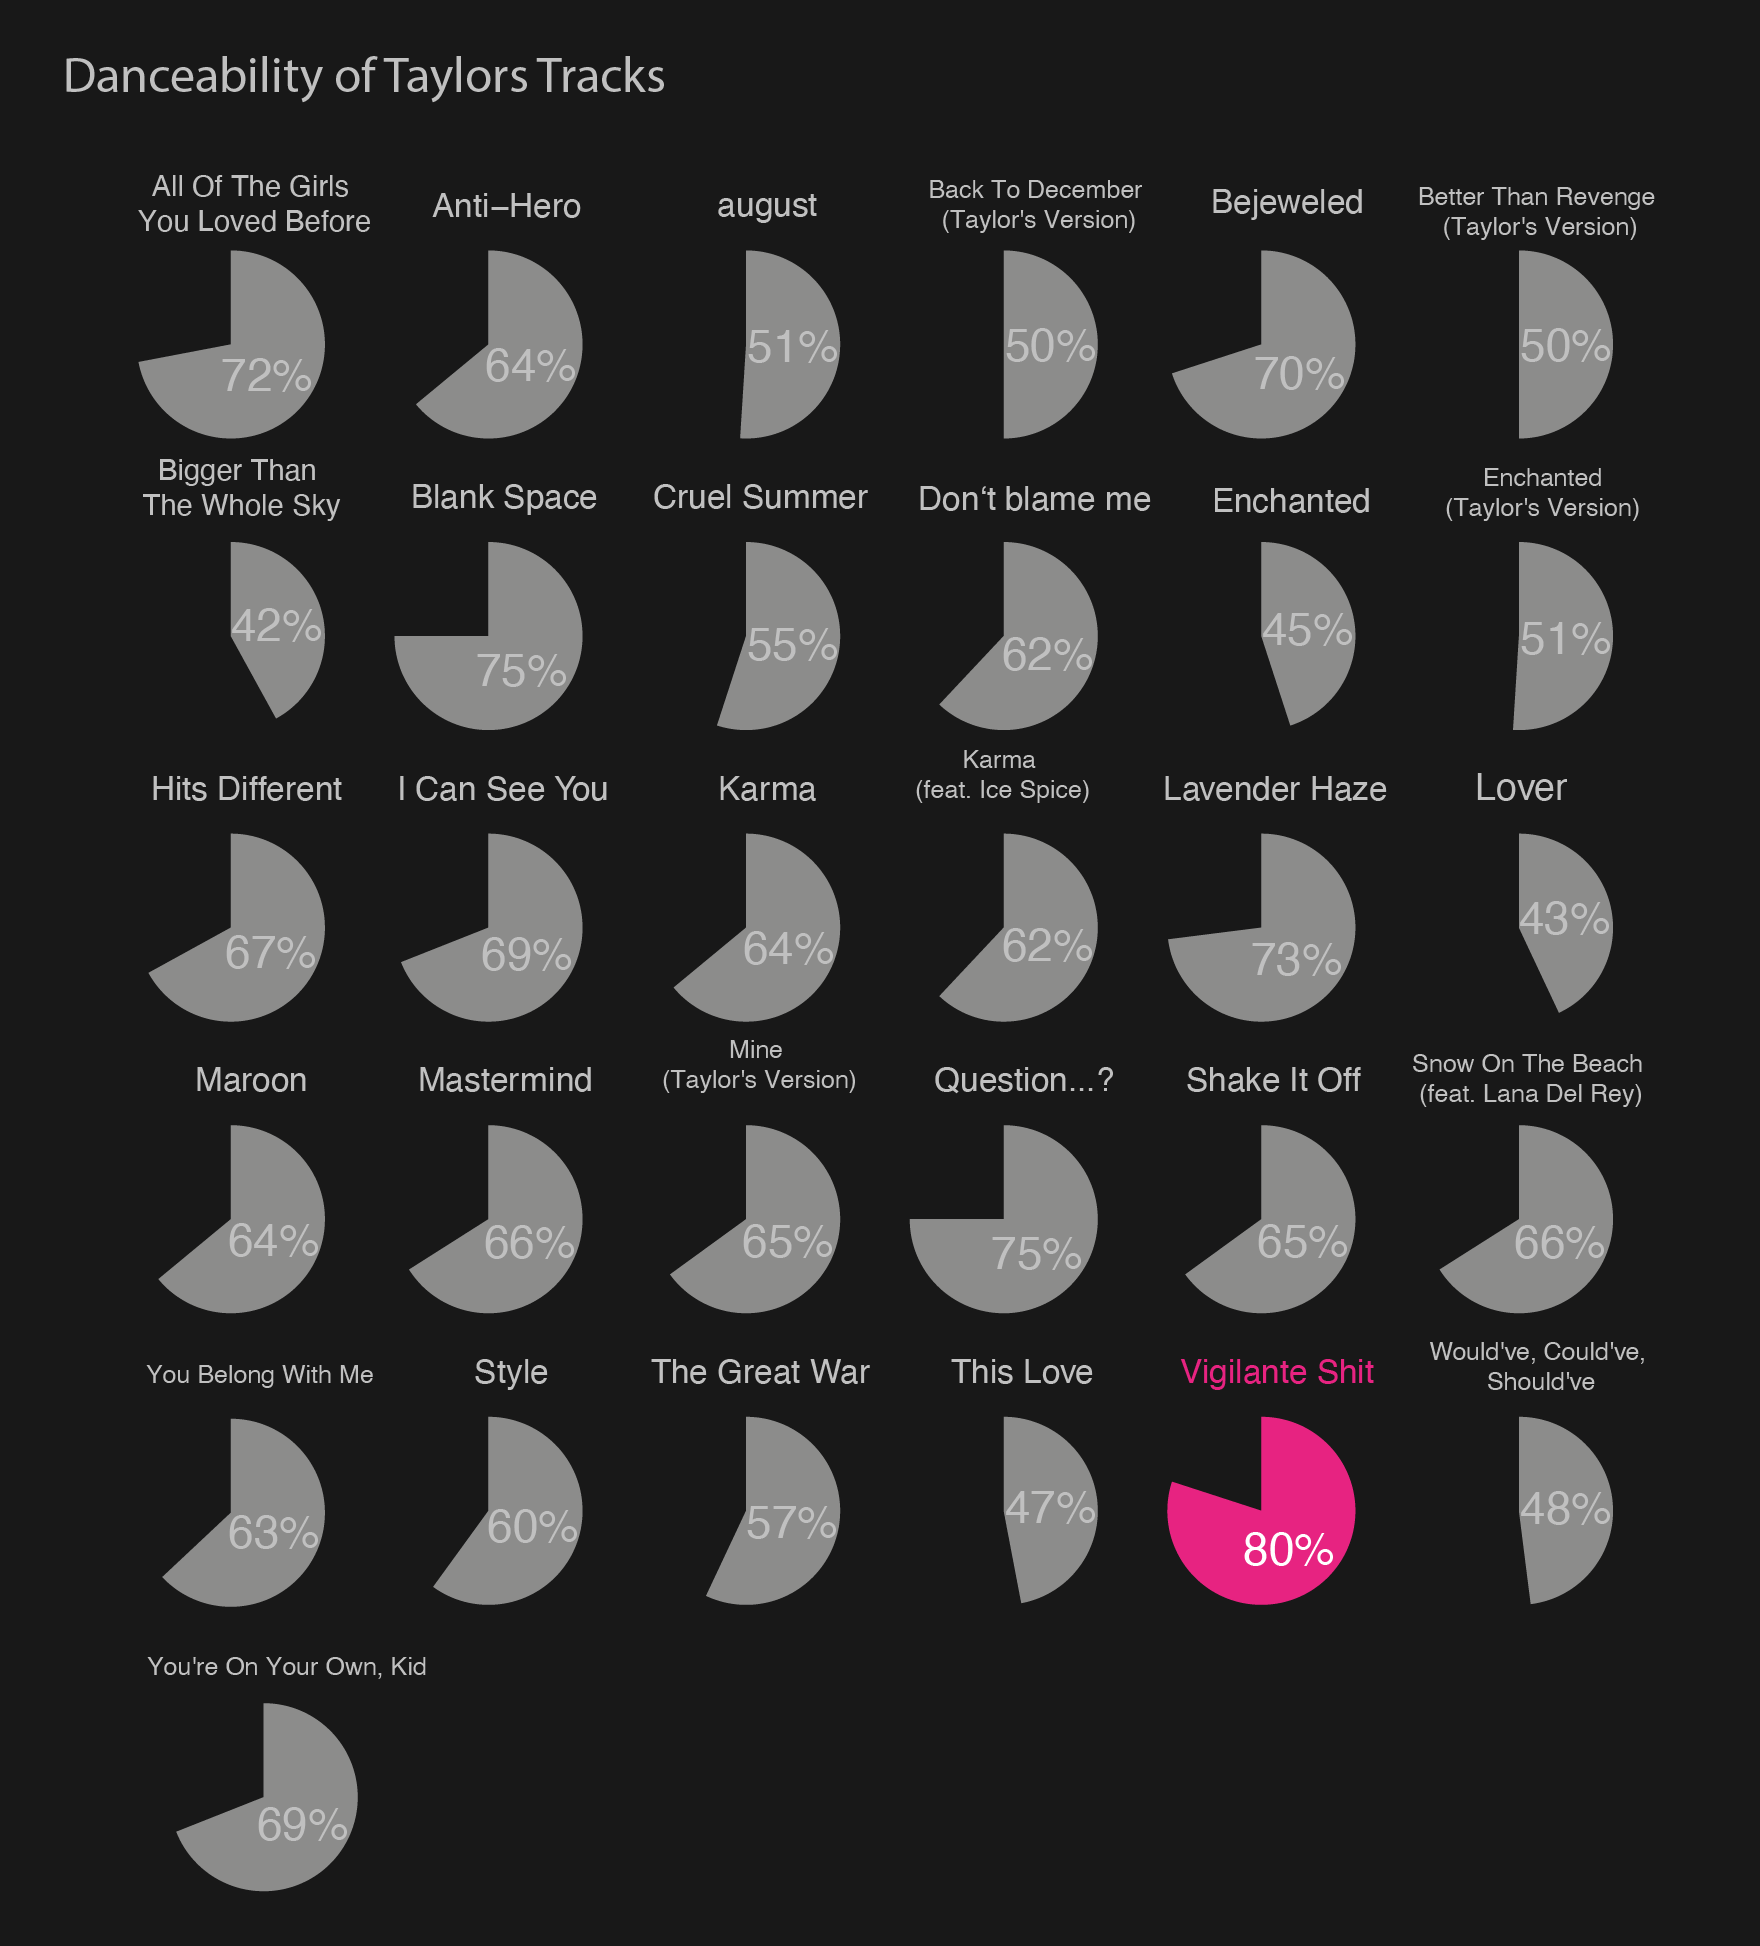 Danceability of Taylors Tracks
All Of The Girls
You Loved Before
72%
Anti–Hero
64%
august
51%
Back To December
(Taylor's Version)
50%
Bejeweled
70%
Better Than Revenge
(Taylor's Version)
50%
Bigger Than
The Whole Sky
42%
Blank Space
75%
Cruel Summer
55%
Don‘t blame me
62%
Enchanted
45%
Enchanted
(Taylor's Version)
51%
Hits Different
67%
I Can See You
69%
Karma
64%
Karma
(feat. Ice Spice)
62%
Lavender Haze
73%
Lover
43%
Maroon
64%
Mastermind
66%
Mine
(Taylor's Version)
65%
Question...?
75%
Shake It Off
65%
Snow On The Beach
(feat. Lana Del Rey)
66%
You Belong With Me
63%
Style
60%
The Great War
57%
This Love
47%
Vigilante Shit
80%
Would've, Could've,
Should've
48%
You're On Your Own, Kid
69%